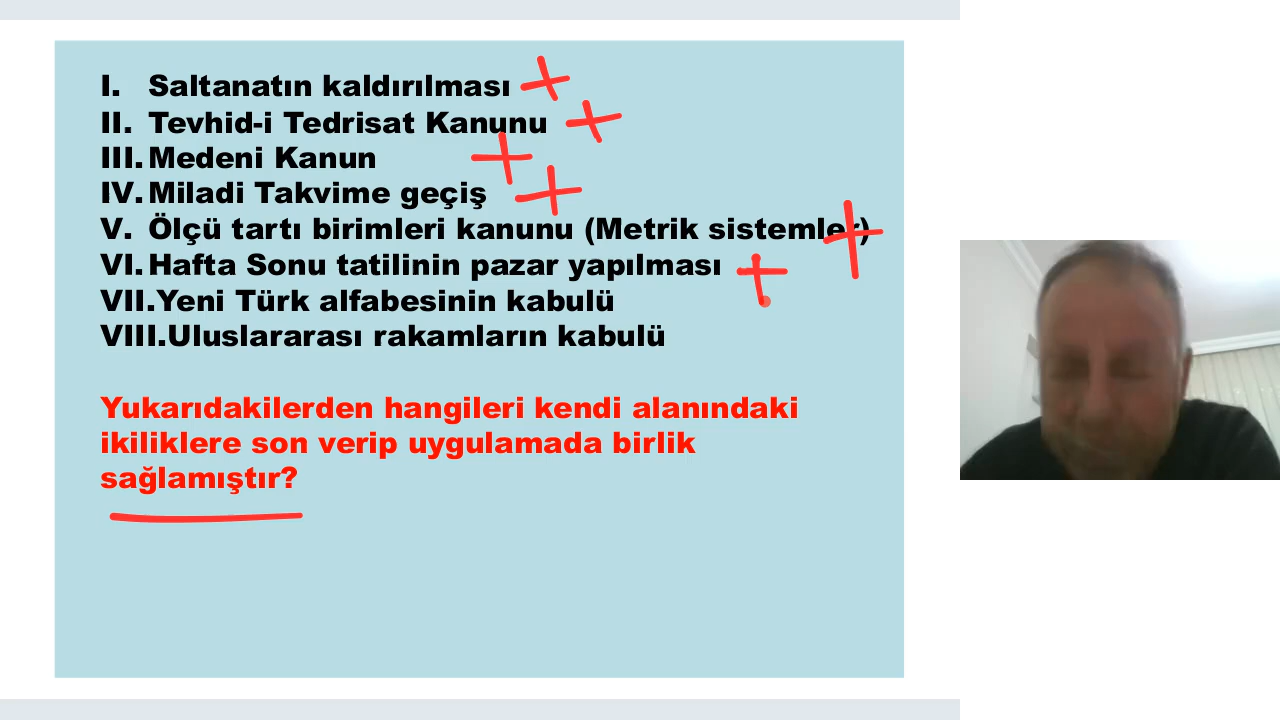 I. Saltanatın kaldırılması
II. Tevhid-i Tedrisat Kanunu
III. Medeni Kanun
IV. Miladi Takvime geçiş
V. Ölçü tartı birimleri kanunu (Metrik sistemler)
VI. Hafta Sonu tatilinin pazar yapılması
VII.Yeni Türk alfabesinin kabulü
VIII.Uluslararası rakamların kabulü
Yukarıdakilerden hangileri kendi alanındaki
ikiliklere son verip uygulamada birlik
sağlamıştır?